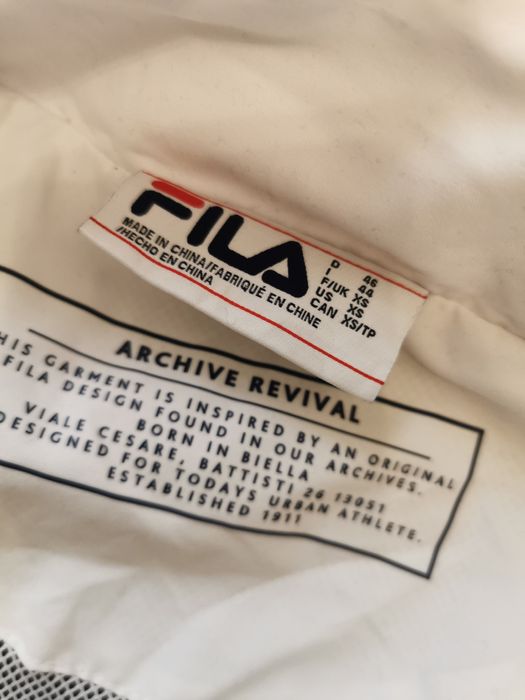 FILA
MADE IN CHINA/FABRIQUÉ EN CHINE
/HECHO EN CHINA
D 46
I 44
F/UK XS
US XS
CAN XS/TP
ARCHIVE REVIVAL
THIS GARMENT IS INSPIRED BY AN ORIGINAL
FILA DESIGN FOUND IN OUR ARCHIVES.
BORN IN BIELLA
VIALE CESARE, BATTISTI 26 13051
DESIGNED FOR TODAYS URBAN ATHLETE.
ESTABLISHED 1911